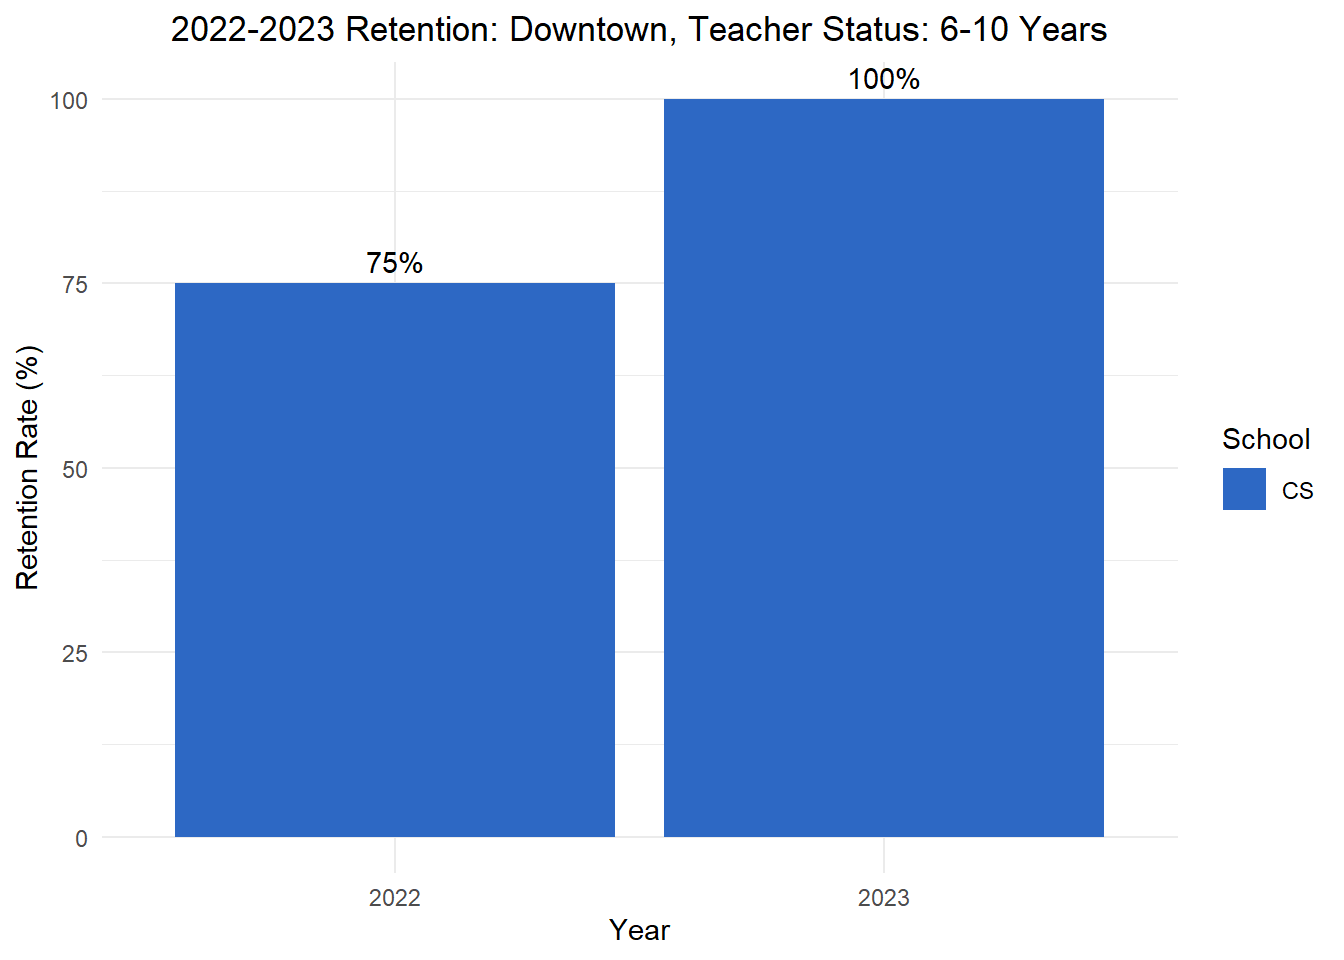 2022-2023 Retention: Downtown, Teacher Status: 6-10 Years
100%
75%
100
75
50
25
0
Retention Rate (%)
2022
2023
Year
School
CS